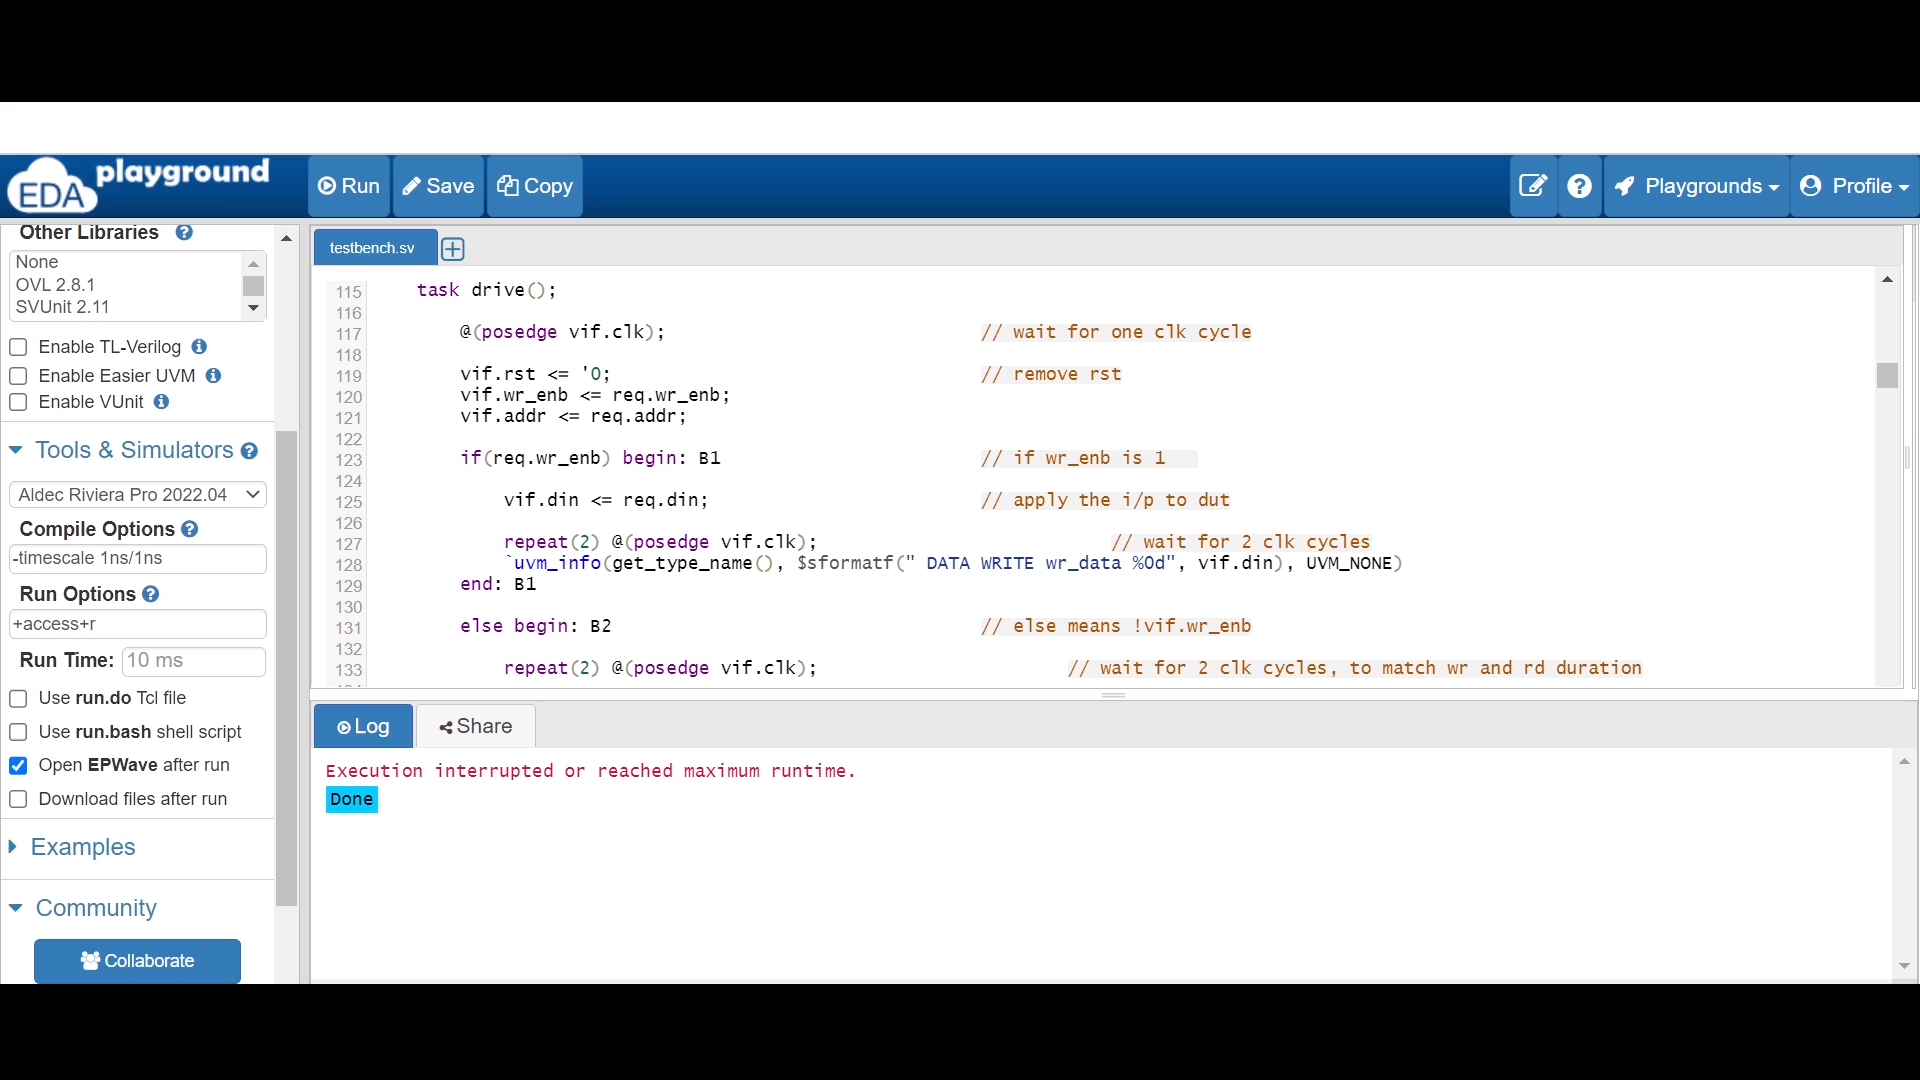 EDA playground
Run
Save
Copy
Playgrounds
Profile
Other Libraries
None
OVL 2.8.1
SVUnit 2.11
Enable TL-Verilog
Enable Easier UVM
Enable VUnit
Tools & Simulators
Aldec Riviera Pro 2022.04
Compile Options
-timescale 1ns/1ns
Run Options
+access+r
Run Time: 10 ms
Use run.do Tcl file
Use run.bash shell script
Open EPWave after run
Download files after run
Examples
Community
Collaborate
testbench.sv
115 task drive();
116
117 @(posedge vif.clk); // wait for one clk cycle
118
119 vif.rst <= '0; // remove rst
120 vif.wr_enb <= req.wr_enb;
121 vif.addr <= req.addr;
122
123 if(req.wr_enb) begin: B1 // if wr_enb is 1
124
125 vif.din <= req.din; // apply the i/p to dut
126
127 repeat(2) @(posedge vif.clk); // wait for 2 clk cycles
128 `uvm_info(get_type_name(), $sformatf(" DATA WRITE wr_data %0d", vif.din), UVM_NONE)
129 end: B1
130
131 else begin: B2 // else means !vif.wr_enb
132
133 repeat(2) @(posedge vif.clk); // wait for 2 clk cycles, to match wr and rd duration
Log
Share
Execution interrupted or reached maximum runtime.
Done